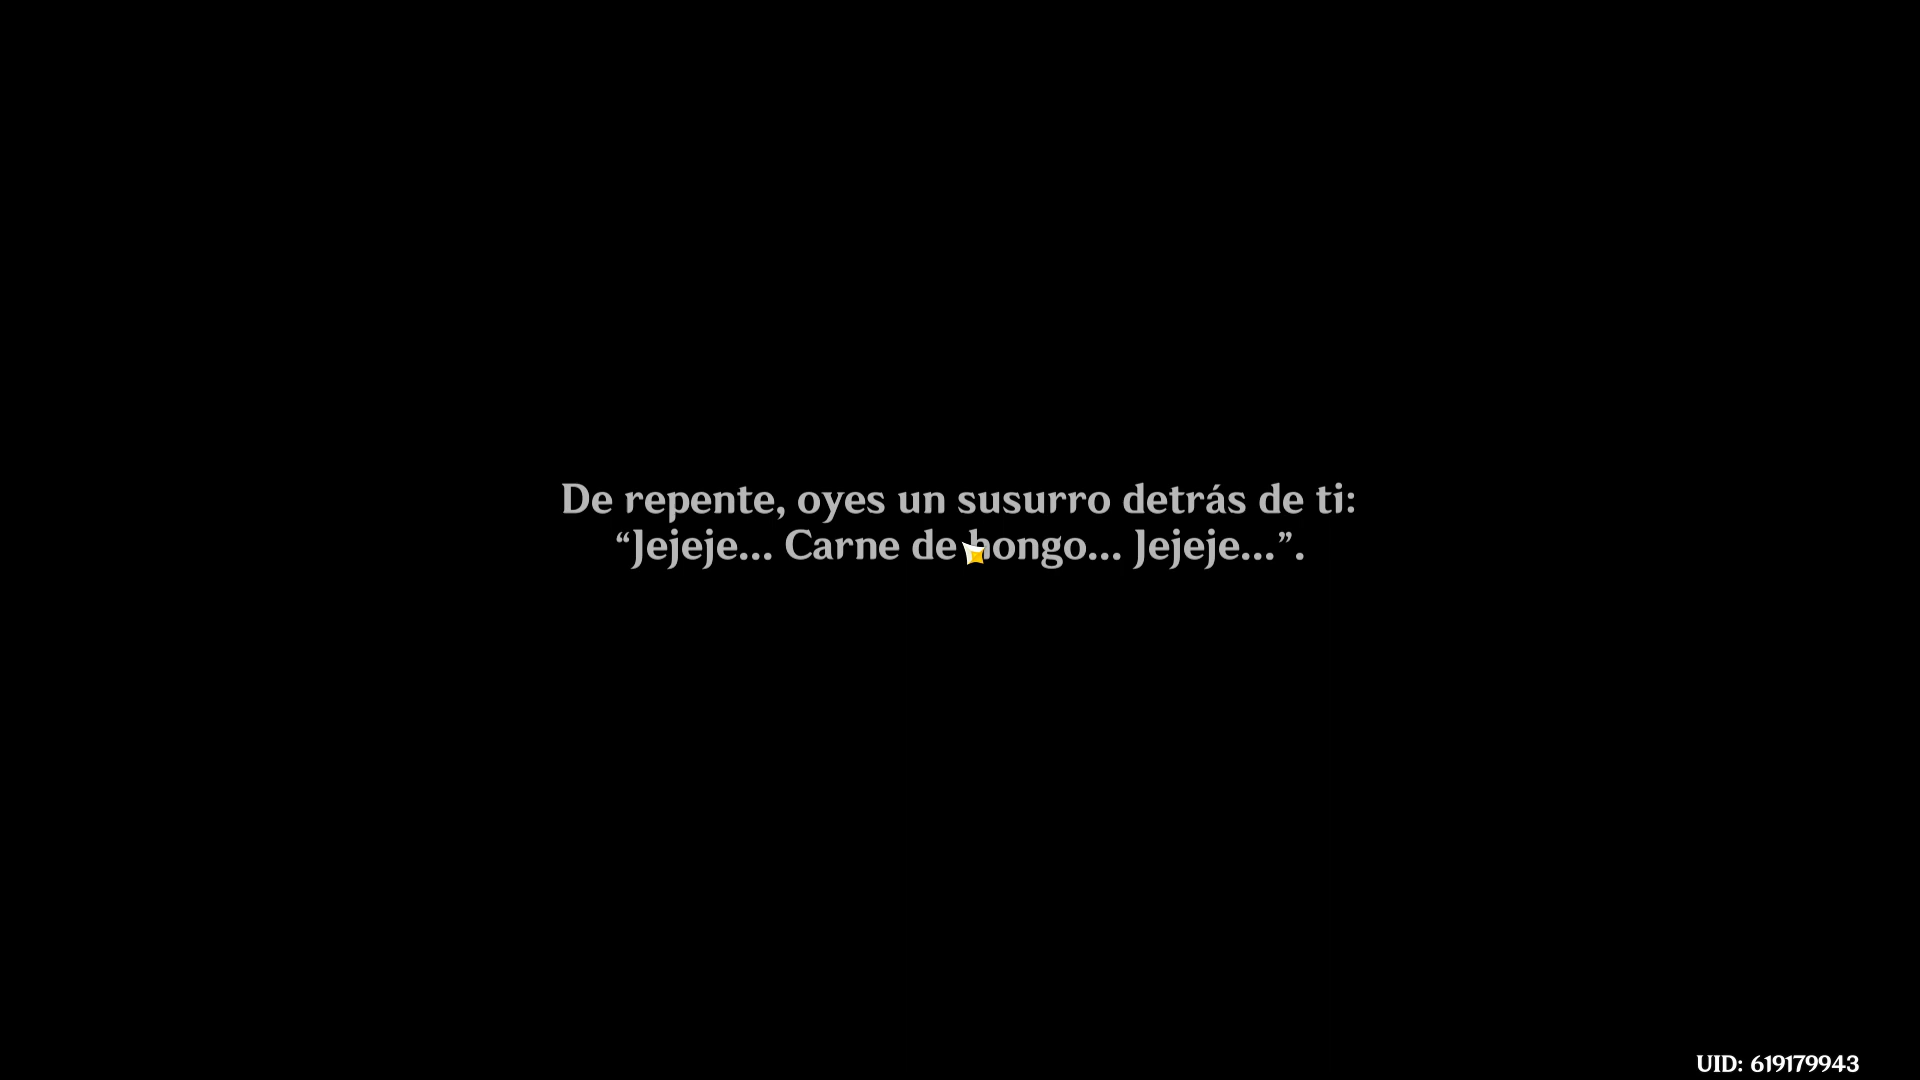 De repente, oyes un susurro detrás de ti:
“Jejeje... Carne de hongo... Jejeje...”.
UID: 619179943